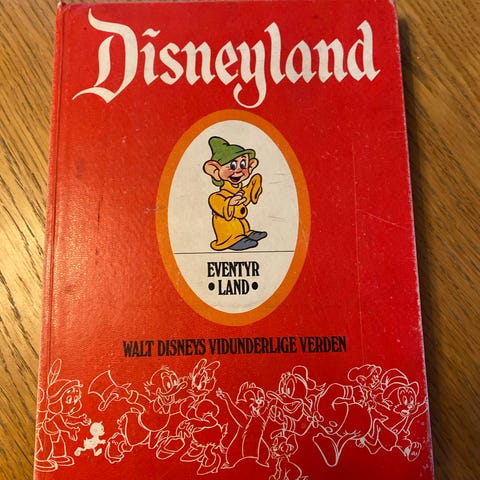 Disneyland
EVENTYR
• LAND •
WALT DISNEYS VIDUNDERLIGE VERDEN